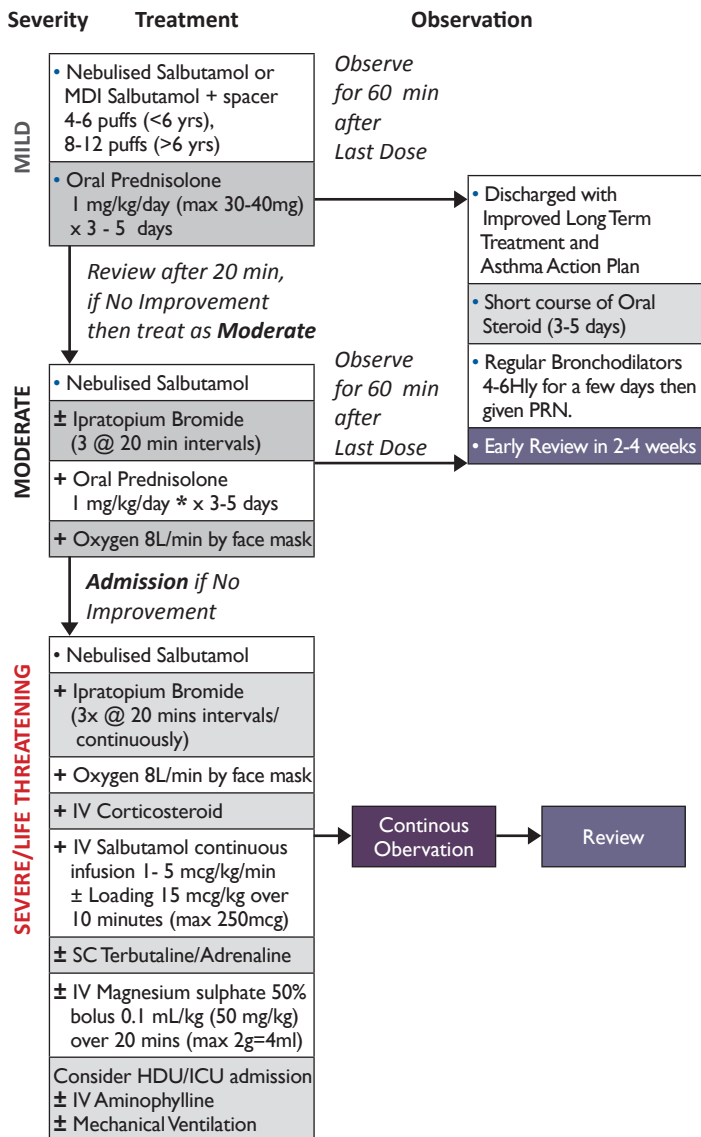 Severity Treatment Observation
MILD
• Nebulised Salbutamol or
MDI Salbutamol + spacer
4-6 puffs (<6 yrs),
8-12 puffs (>6 yrs)
• Oral Prednisolone
1 mg/kg/day (max 30-40mg)
x 3 - 5 days
Observe
for 60 min
after
Last Dose
Review after 20 min,
if No Improvement
then treat as Moderate
• Discharged with
Improved Long Term
Treatment and
Asthma Action Plan
• Short course of Oral
Steroid (3-5 days)
• Regular Bronchodilators
4-6Hly for a few days then
given PRN.
• Early Review in 2-4 weeks
MODERATE
• Nebulised Salbutamol
± Ipratopium Bromide
(3 @ 20 min intervals)
+ Oral Prednisolone
1 mg/kg/day * x 3-5 days
+ Oxygen 8L/min by face mask
Observe
for 60 min
after
Last Dose
Admission if No
Improvement
SEVERE/LIFE THREATENING
• Nebulised Salbutamol
+ Ipratopium Bromide
(3x @ 20 mins intervals/
continuously)
+ Oxygen 8L/min by face mask
+ IV Corticosteroid
+ IV Salbutamol continuous
infusion 1- 5 mcg/kg/min
± Loading 15 mcg/kg over
10 minutes (max 250mcg)
± SC Terbutaline/Adrenaline
± IV Magnesium sulphate 50%
bolus 0.1 mL/kg (50 mg/kg)
over 20 mins (max 2g=4ml)
Consider HDU/ICU admission
± IV Aminophylline
± Mechanical Ventilation
Continous
Obervation
Review